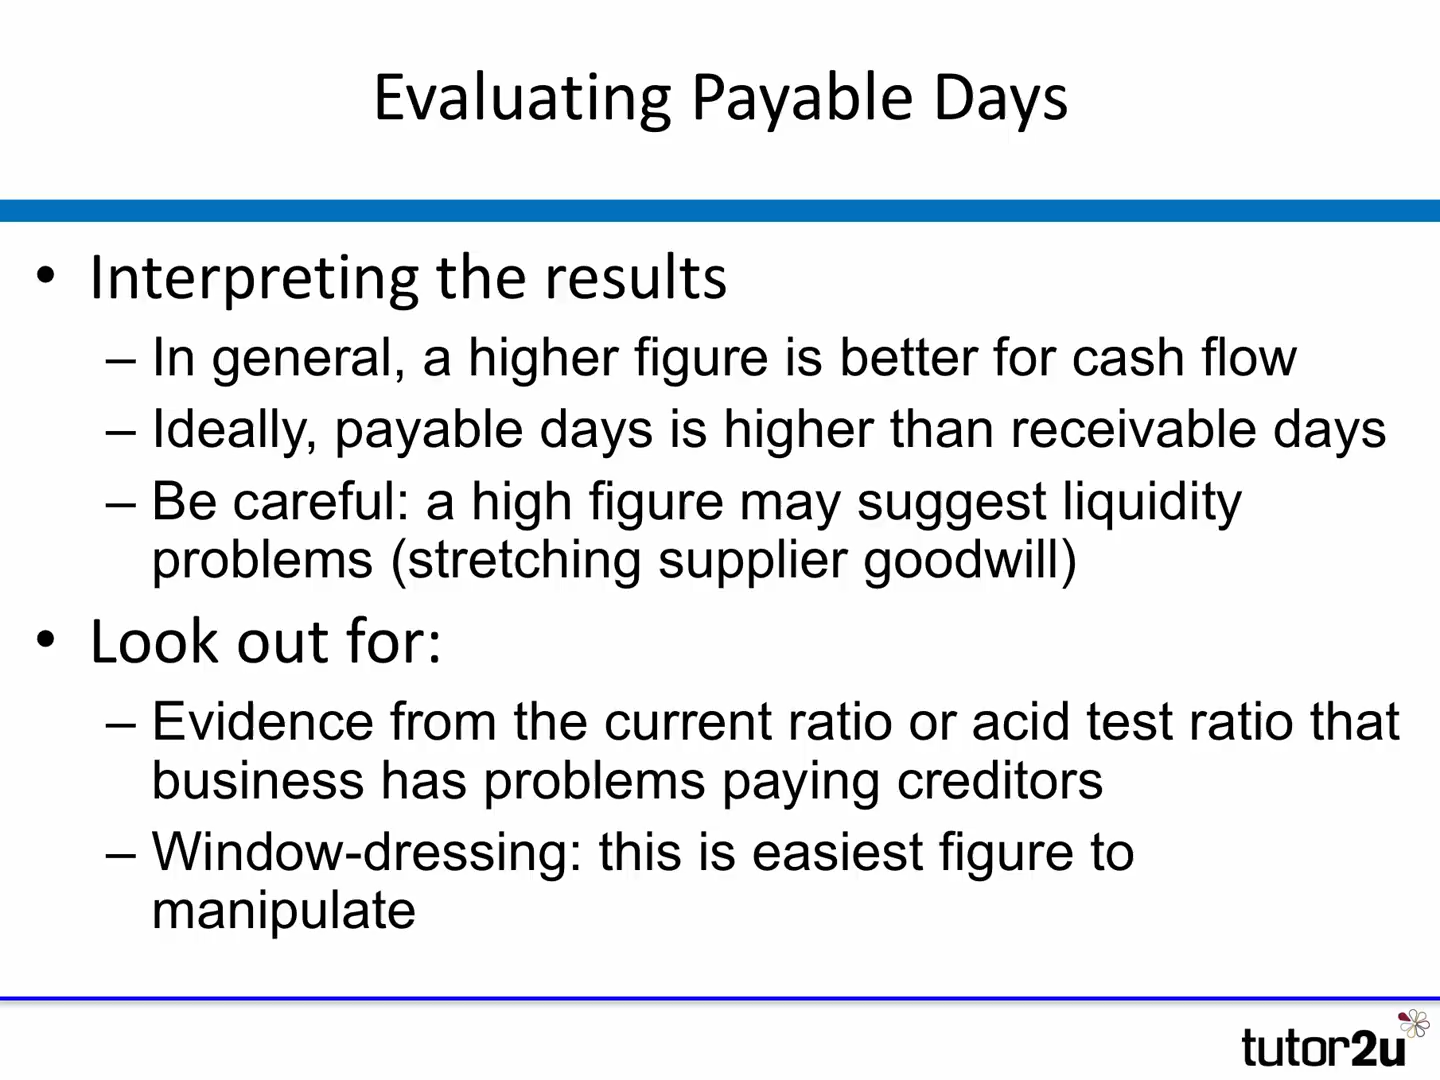 Evaluating Payable Days
• Interpreting the results
– In general, a higher figure is better for cash flow
– Ideally, payable days is higher than receivable days
– Be careful: a high figure may suggest liquidity
problems (stretching supplier goodwill)
• Look out for:
– Evidence from the current ratio or acid test ratio that
business has problems paying creditors
– Window-dressing: this is easiest figure to
manipulate
tutor2u